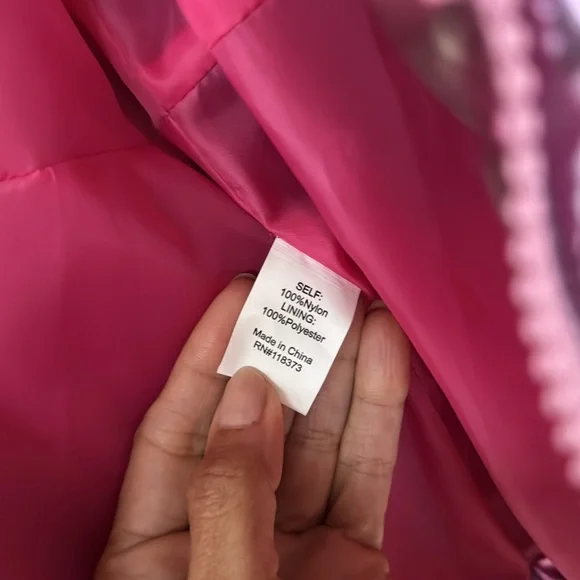 SELF:
100%Nylon
LINING:
100%Polyester
Made in China
RN#118373